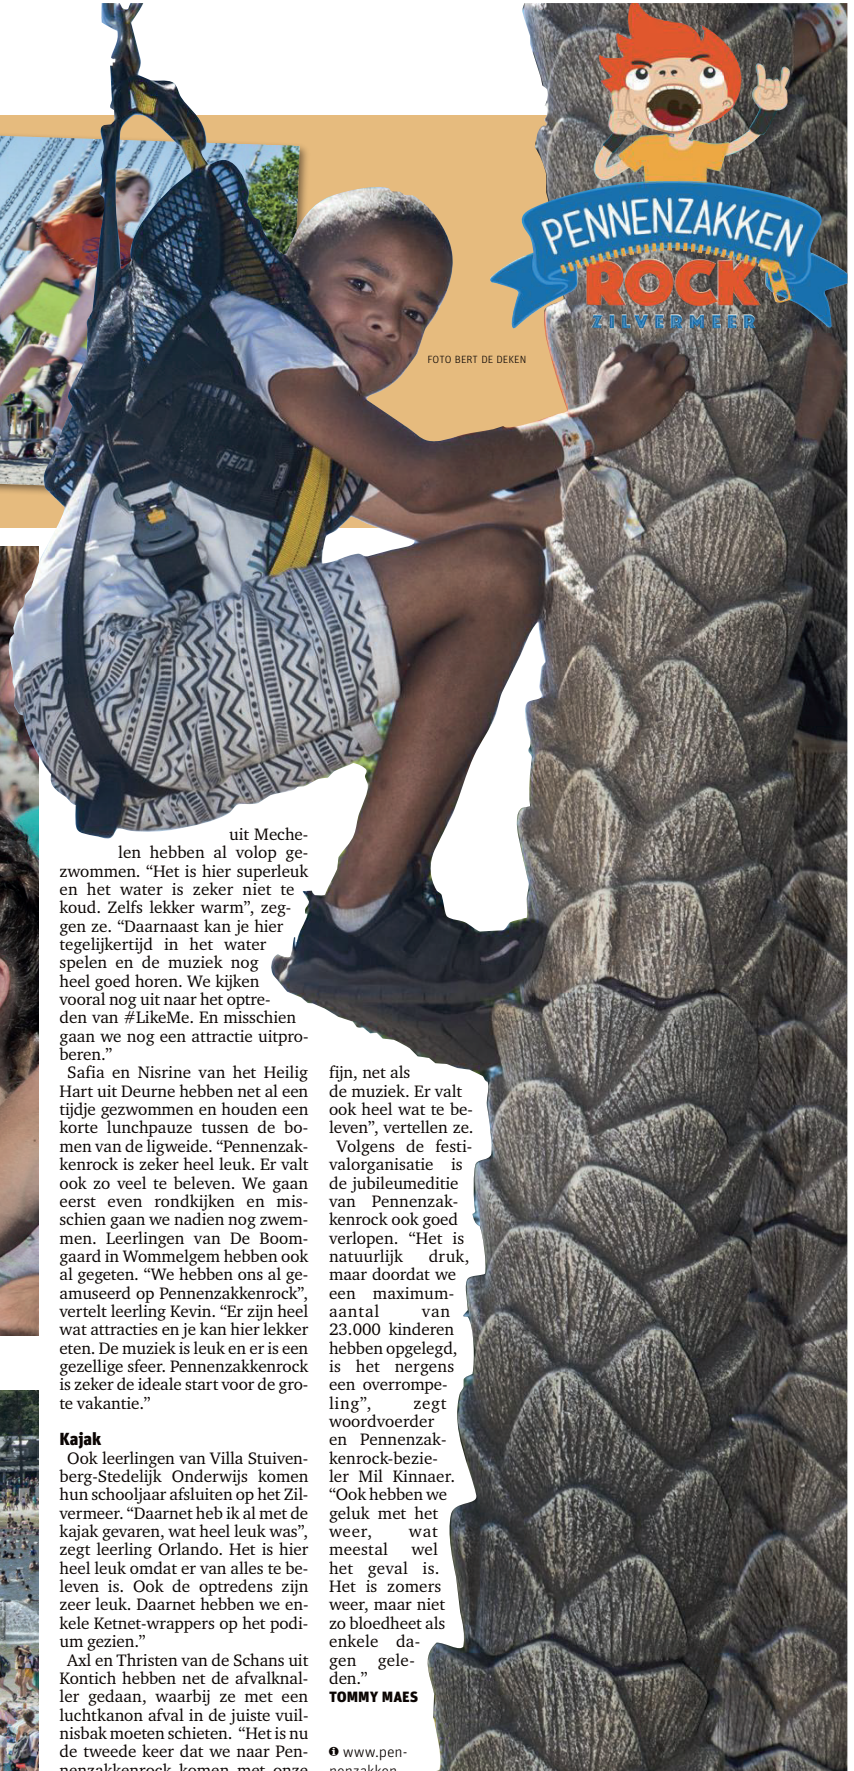 PENNENZAKKEN
ROCK
ZILVERMEER
FOTO BERT DE DEKEN
PETZL
uit Meche-
len hebben al volop ge-
zwommen. “Het is hier superleuk
en het water is zeker niet te
koud. Zelfs lekker warm”, zeg-
gen ze. “Daarnaast kan je hier
tegelijkertijd in het water
spelen en de muziek nog
heel goed horen. We kijken
vooral nog uit naar het optre-
den van #LikeMe. En misschien
gaan we nog een attractie uitpro-
beren.”
Safia en Nisrine van het Heilig
Hart uit Deurne hebben net al een
tijdje gezwommen en houden een
korte lunchpauze tussen de bo-
men van de ligweide. “Pennenzak-
kenrock is zeker heel leuk. Er valt
ook zo veel te beleven. We gaan
eerst even rondkijken en mis-
schien gaan we nadien nog zwem-
men. Leerlingen van De Boom-
gaard in Wommelgem hebben ook
al gegeten. “We hebben ons al ge-
amuseerd op Pennenzakkenrock”,
vertelt leerling Kevin. “Er zijn heel
wat attracties en je kan hier lekker
eten. De muziek is leuk en er is een
gezellige sfeer. Pennenzakkenrock
is zeker de ideale start voor de gro-
te vakantie.”
Kajak
Ook leerlingen van Villa Stuiven-
berg-Stedelijk Onderwijs komen
hun schooljaar afsluiten op het Zil-
vermeer. “Daarnet heb ik al met de
kajak gevaren, wat heel leuk was”,
zegt leerling Orlando. Het is hier
heel leuk omdat er van alles te be-
leven is. Ook de optredens zijn
zeer leuk. Daarnet hebben we en-
kele Ketnet-wrappers op het podi-
um gezien.”
Axl en Thristen van de Schans uit
Kontich hebben net de afvalknal-
ler gedaan, waarbij ze met een
luchtkanon afval in de juiste vuil-
nisbak moeten schieten. “Het is nu
de tweede keer dat we naar Pen-
nenzakkenrock komen met onze
fijn, net als
de muziek. Er valt
ook heel wat te be-
leven”, vertellen ze.
Volgens de festi-
valorganisatie is
de jubileumeditie
van Pennenzak-
kenrock ook goed
verlopen. “Het is
natuurlijk druk,
maar doordat we
een maximum-
aantal van
23.000 kinderen
hebben opgelegd,
is het nergens
een overrompe-
ling”, zegt
woordvoerder
en Pennenzak-
kenrock-bezie-
ler Mil Kinnaer.
“Ook hebben we
geluk met het
weer, wat
meestal wel
het geval is.
Het is zomers
weer, maar niet
zo bloedheet als
enkele da-
gen gele-
den.”
TOMMY MAES
www.pen-
nenzakken